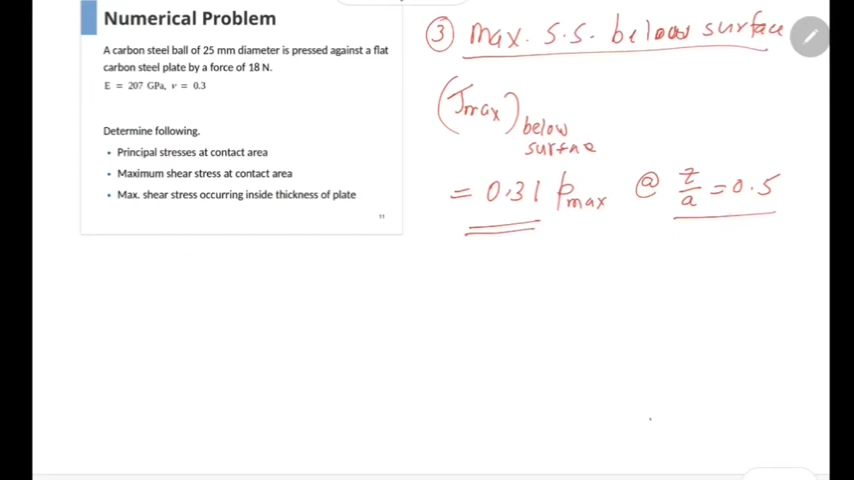 Numerical Problem
A carbon steel ball of 25 mm diameter is pressed against a flat
carbon steel plate by a force of 18 N.
E = 207 GPa, ν = 0.3
Determine following.
• Principal stresses at contact area
• Maximum shear stress at contact area
• Max. shear stress occurring inside thickness of plate
11
③ max. s.s. below surface
(τmax) below
surface
= 0.31 pmax @ z/a = 0.5